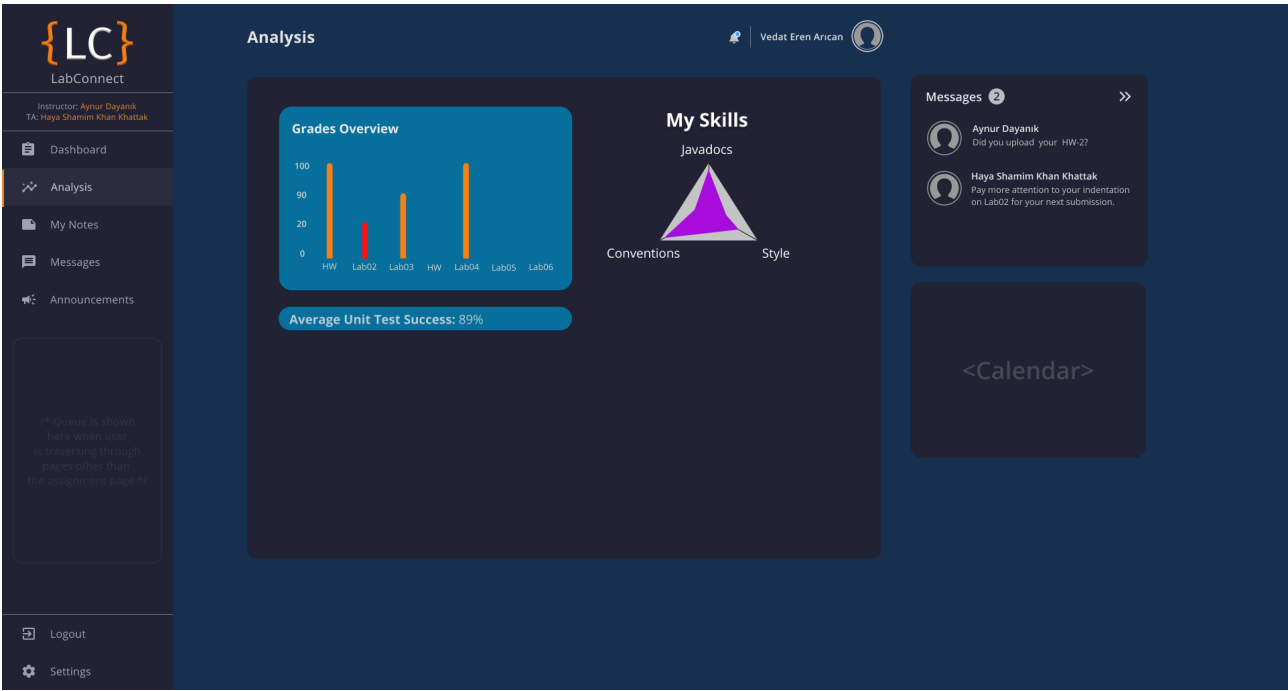 {LC}
LabConnect
Instructor: Aynur Dayanık
TA: Haya Shamim Khan Khattak
Dashboard
Analysis
My Notes
Messages
Announcements
/* Queue is shown
here when user
is traversing through
pages other than
the assignment page */
Logout
Settings
Analysis
Vedat Eren Arıcan
Grades Overview
100
90
20
0
HW Lab02 Lab03 HW Lab04 Lab05 Lab06
Average Unit Test Success: 89%
My Skills
Javadocs
Conventions
Style
Messages 2
Aynur Dayanık
Did you upload your HW-2?
Haya Shamim Khan Khattak
Pay more attention to your indentation
on Lab02 for your next submission.
<Calendar>